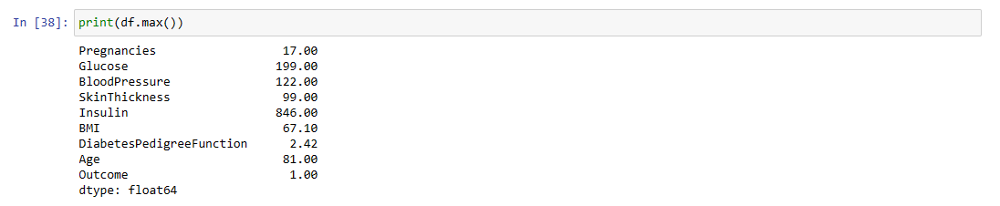 In [38]: print(df.max())
Pregnancies 17.00
Glucose 199.00
BloodPressure 122.00
SkinThickness 99.00
Insulin 846.00
BMI 67.10
DiabetesPedigreeFunction 2.42
Age 81.00
Outcome 1.00
dtype: float64